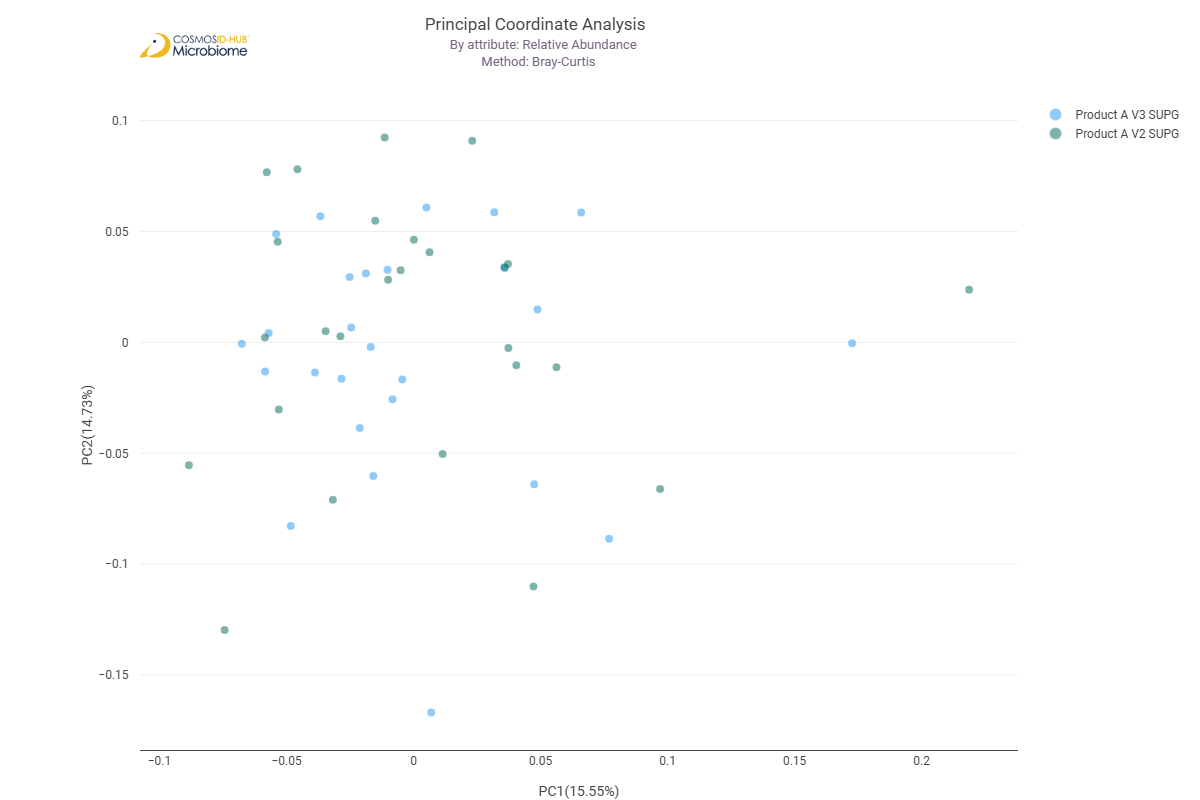 Principal Coordinate Analysis
By attribute: Relative Abundance
Method: Bray-Curtis
COSMOSID-HUB
Microbiome
Product A V3 SUPG
Product A V2 SUPG
0.1
0.05
0
−0.05
−0.1
−0.15
PC2(14.73%)
−0.1
−0.05
0
0.05
0.1
0.15
0.2
PC1(15.55%)